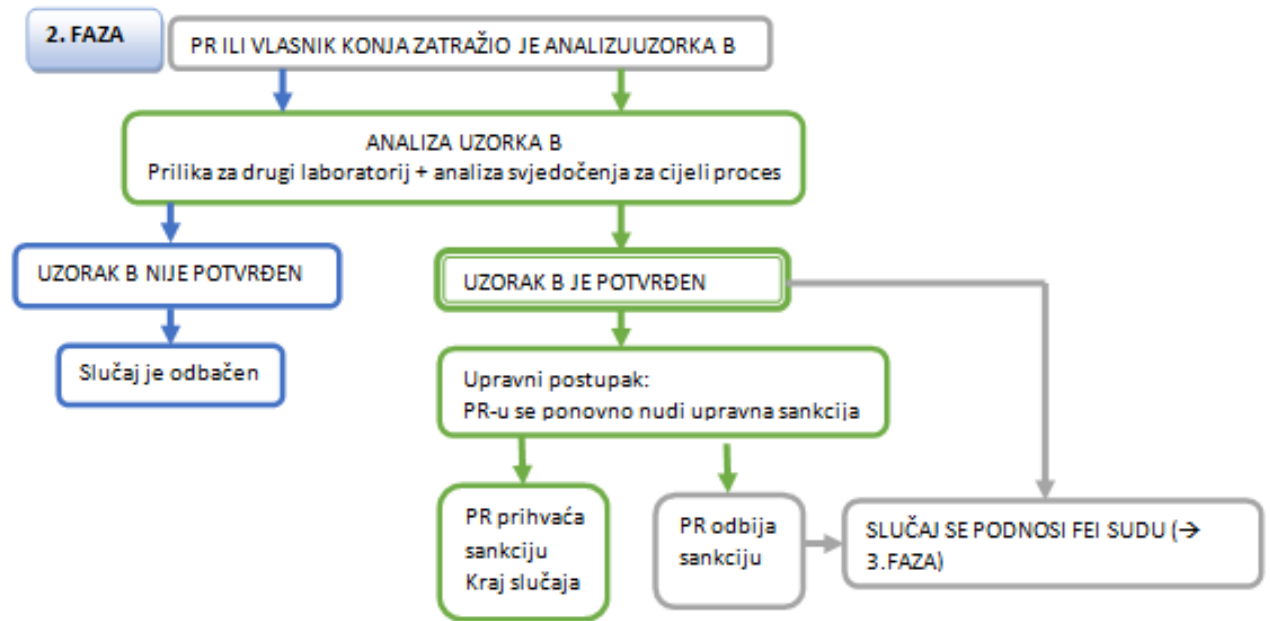 2. FAZA
PR ILI VLASNIK KONJA ZATRAŽIO JE ANALIZUUZORKA B
ANALIZA UZORKA B
Prilika za drugi laboratorij + analiza svjedočenja za cijeli proces
UZORAK B NIJE POTVRĐEN
UZORAK B JE POTVRĐEN
Slučaj je odbačen
Upravni postupak:
PR-u se ponovno nudi upravna sankcija
PR prihvaća
sankciju
Kraj slučaja
PR odbija
sankciju
SLUČAJ SE PODNOSI FEI SUDU (→
3.FAZA)